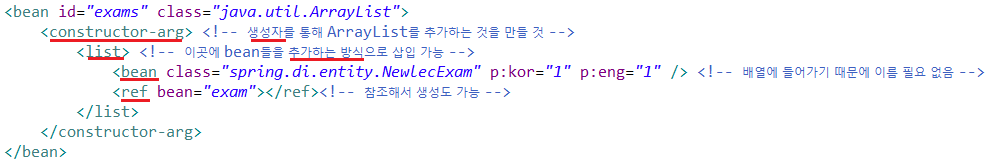 <bean id="exams" class="java.util.ArrayList">
<constructor-arg> <!-- 생성자를 통해 ArrayList를 추가하는 것을 만들 것 -->
<list> <!-- 이곳에 bean들을 추가하는 방식으로 삽입 가능 -->
<bean class="spring.di.entity.NewlecExam" p:kor="1" p:eng="1" /> <!-- 배열에 들어가기 때문에 이름 필요 없음 -->
<ref bean="exam"></ref><!-- 참조해서 생성도 가능 -->
</list>
</constructor-arg>
</bean>